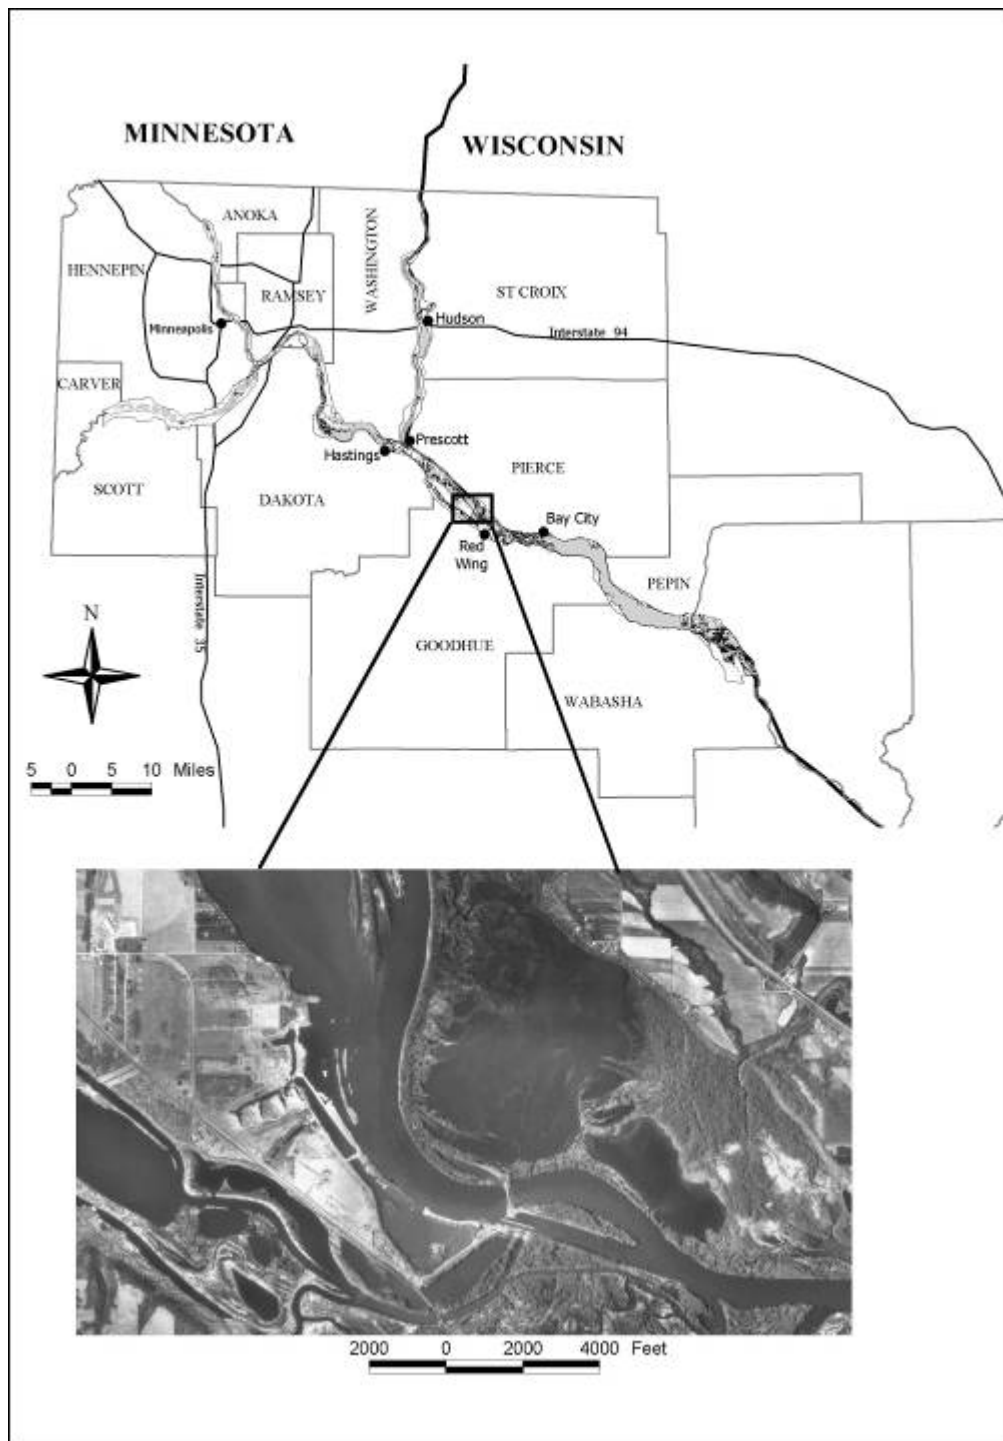 MINNESOTA
WISCONSIN
ANOKA
WASHINGTON
HENNEPIN
RAMSEY
ST CROIX
Minneapolis
Hudson
Interstate 94
CARVER
Prescott
Hastings
SCOTT
DAKOTA
PIERCE
Bay City
Red
Wing
Interstate 35
PEPIN
N
GOODHUE
WABASHA
5 0 5 10 Miles
2000 0 2000 4000 Feet